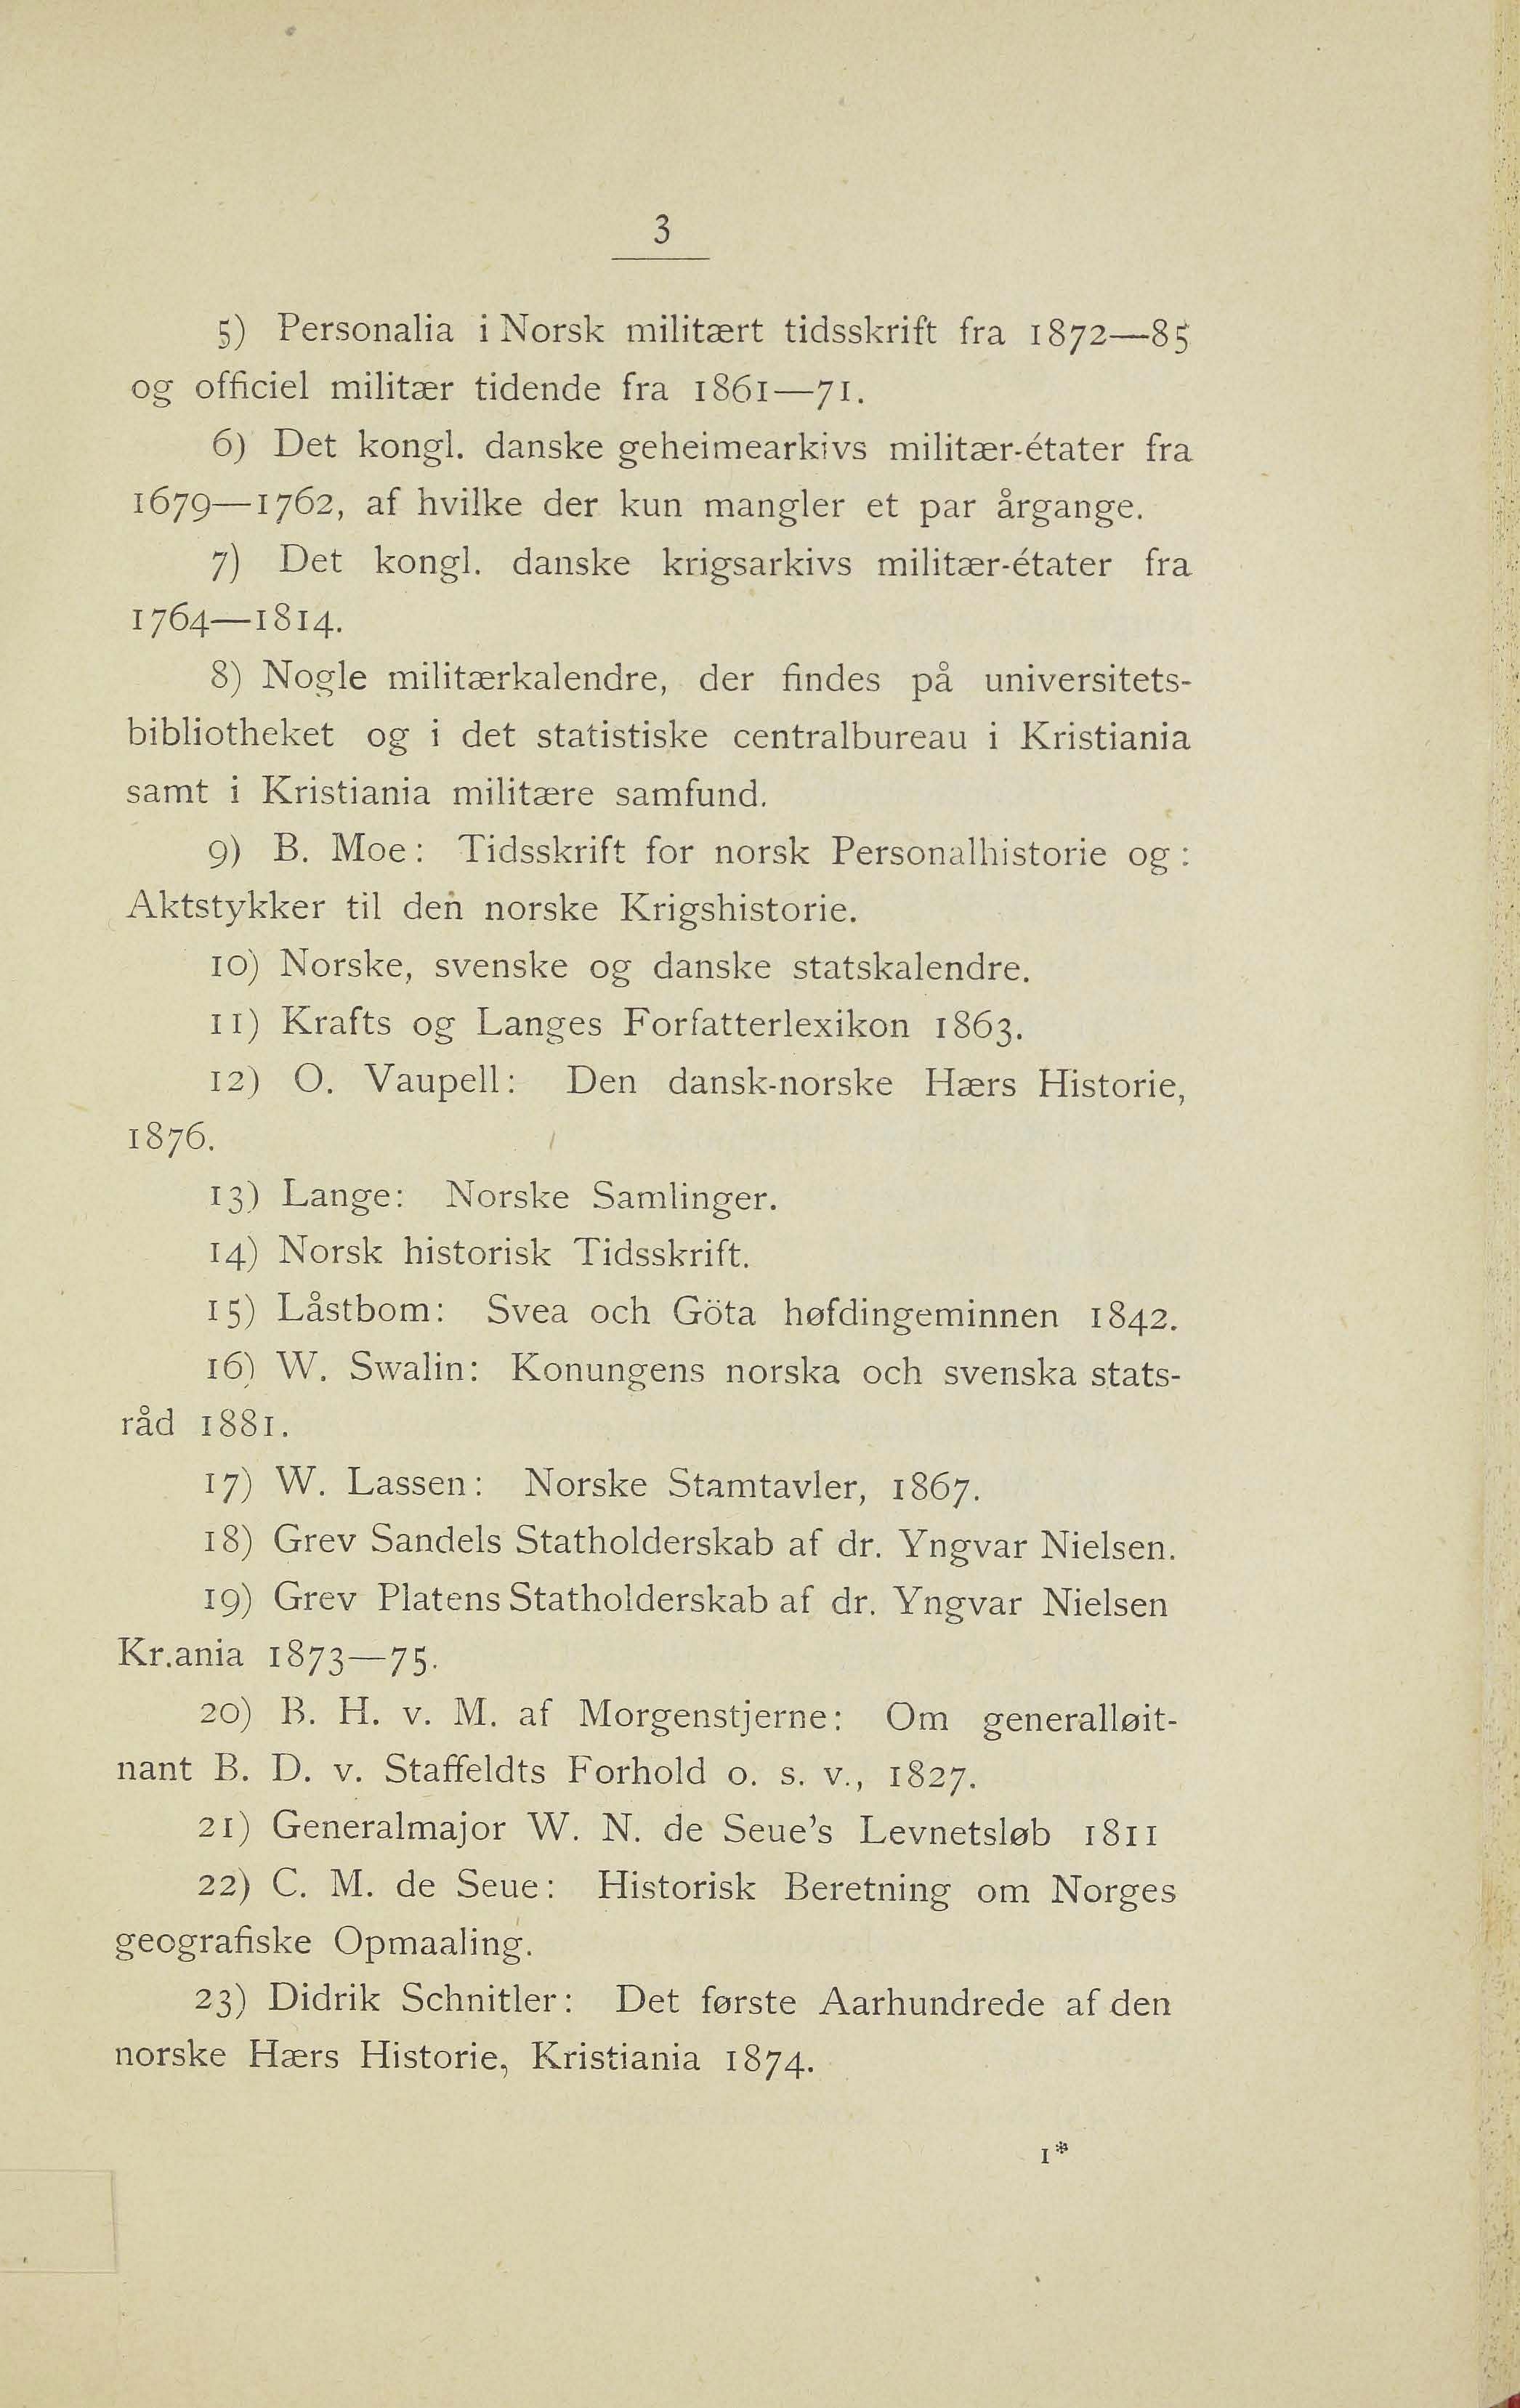 3
5) Personalia i Norsk militært tidsskrift fra 1872—85
og officiel militær tidende fra 1861—71.
6) Det kongl. danske geheimearkivs militær-étater fra
1679—1762, af hvilke der kun mangler et par årgange.
7) Det kongl. danske krigsarkivs militær-étater fra
1764—1814.
8) Nogle militærkalendre, der findes på universitets-
bibliotheket og i det statistiske centralbureau i Kristiania
samt i Kristiania militære samfund.
9) B. Moe: Tidsskrift for norsk Personalhistorie og:
Aktstykker til den norske Krigshistorie.
10) Norske, svenske og danske statskalendre.
11) Krafts og Langes Forfatterlexikon 1863.
12) O. Vaupell: Den dansk-norske Hærs Historie,
1876.
13) Lange: Norske Samlinger.
14) Norsk historisk Tidsskrift.
15) Låstbom: Svea och Göta høfdingeminnen 1842.
16) W. Swalin: Konungens norska och svenska stats-
råd 1881.
17) W. Lassen: Norske Stamtavler, 1867.
18) Grev Sandels Statholderskab af dr. Yngvar Nielsen.
19) Grev Platens Statholderskab af dr. Yngvar Nielsen
Kr.ania 1873—75.
20) B. H. v. M. af Morgenstjerne: Om generalløit-
nant B. D. v. Staffeldts Forhold o. s. v., 1827.
21) Generalmajor W. N. de Seue's Levnetsløb 1811
22) C. M. de Seue: Historisk Beretning om Norges
geografiske Opmaaling.
23) Didrik Schnitler: Det første Aarhundrede af den
norske Hærs Historie, Kristiania 1874.
1*